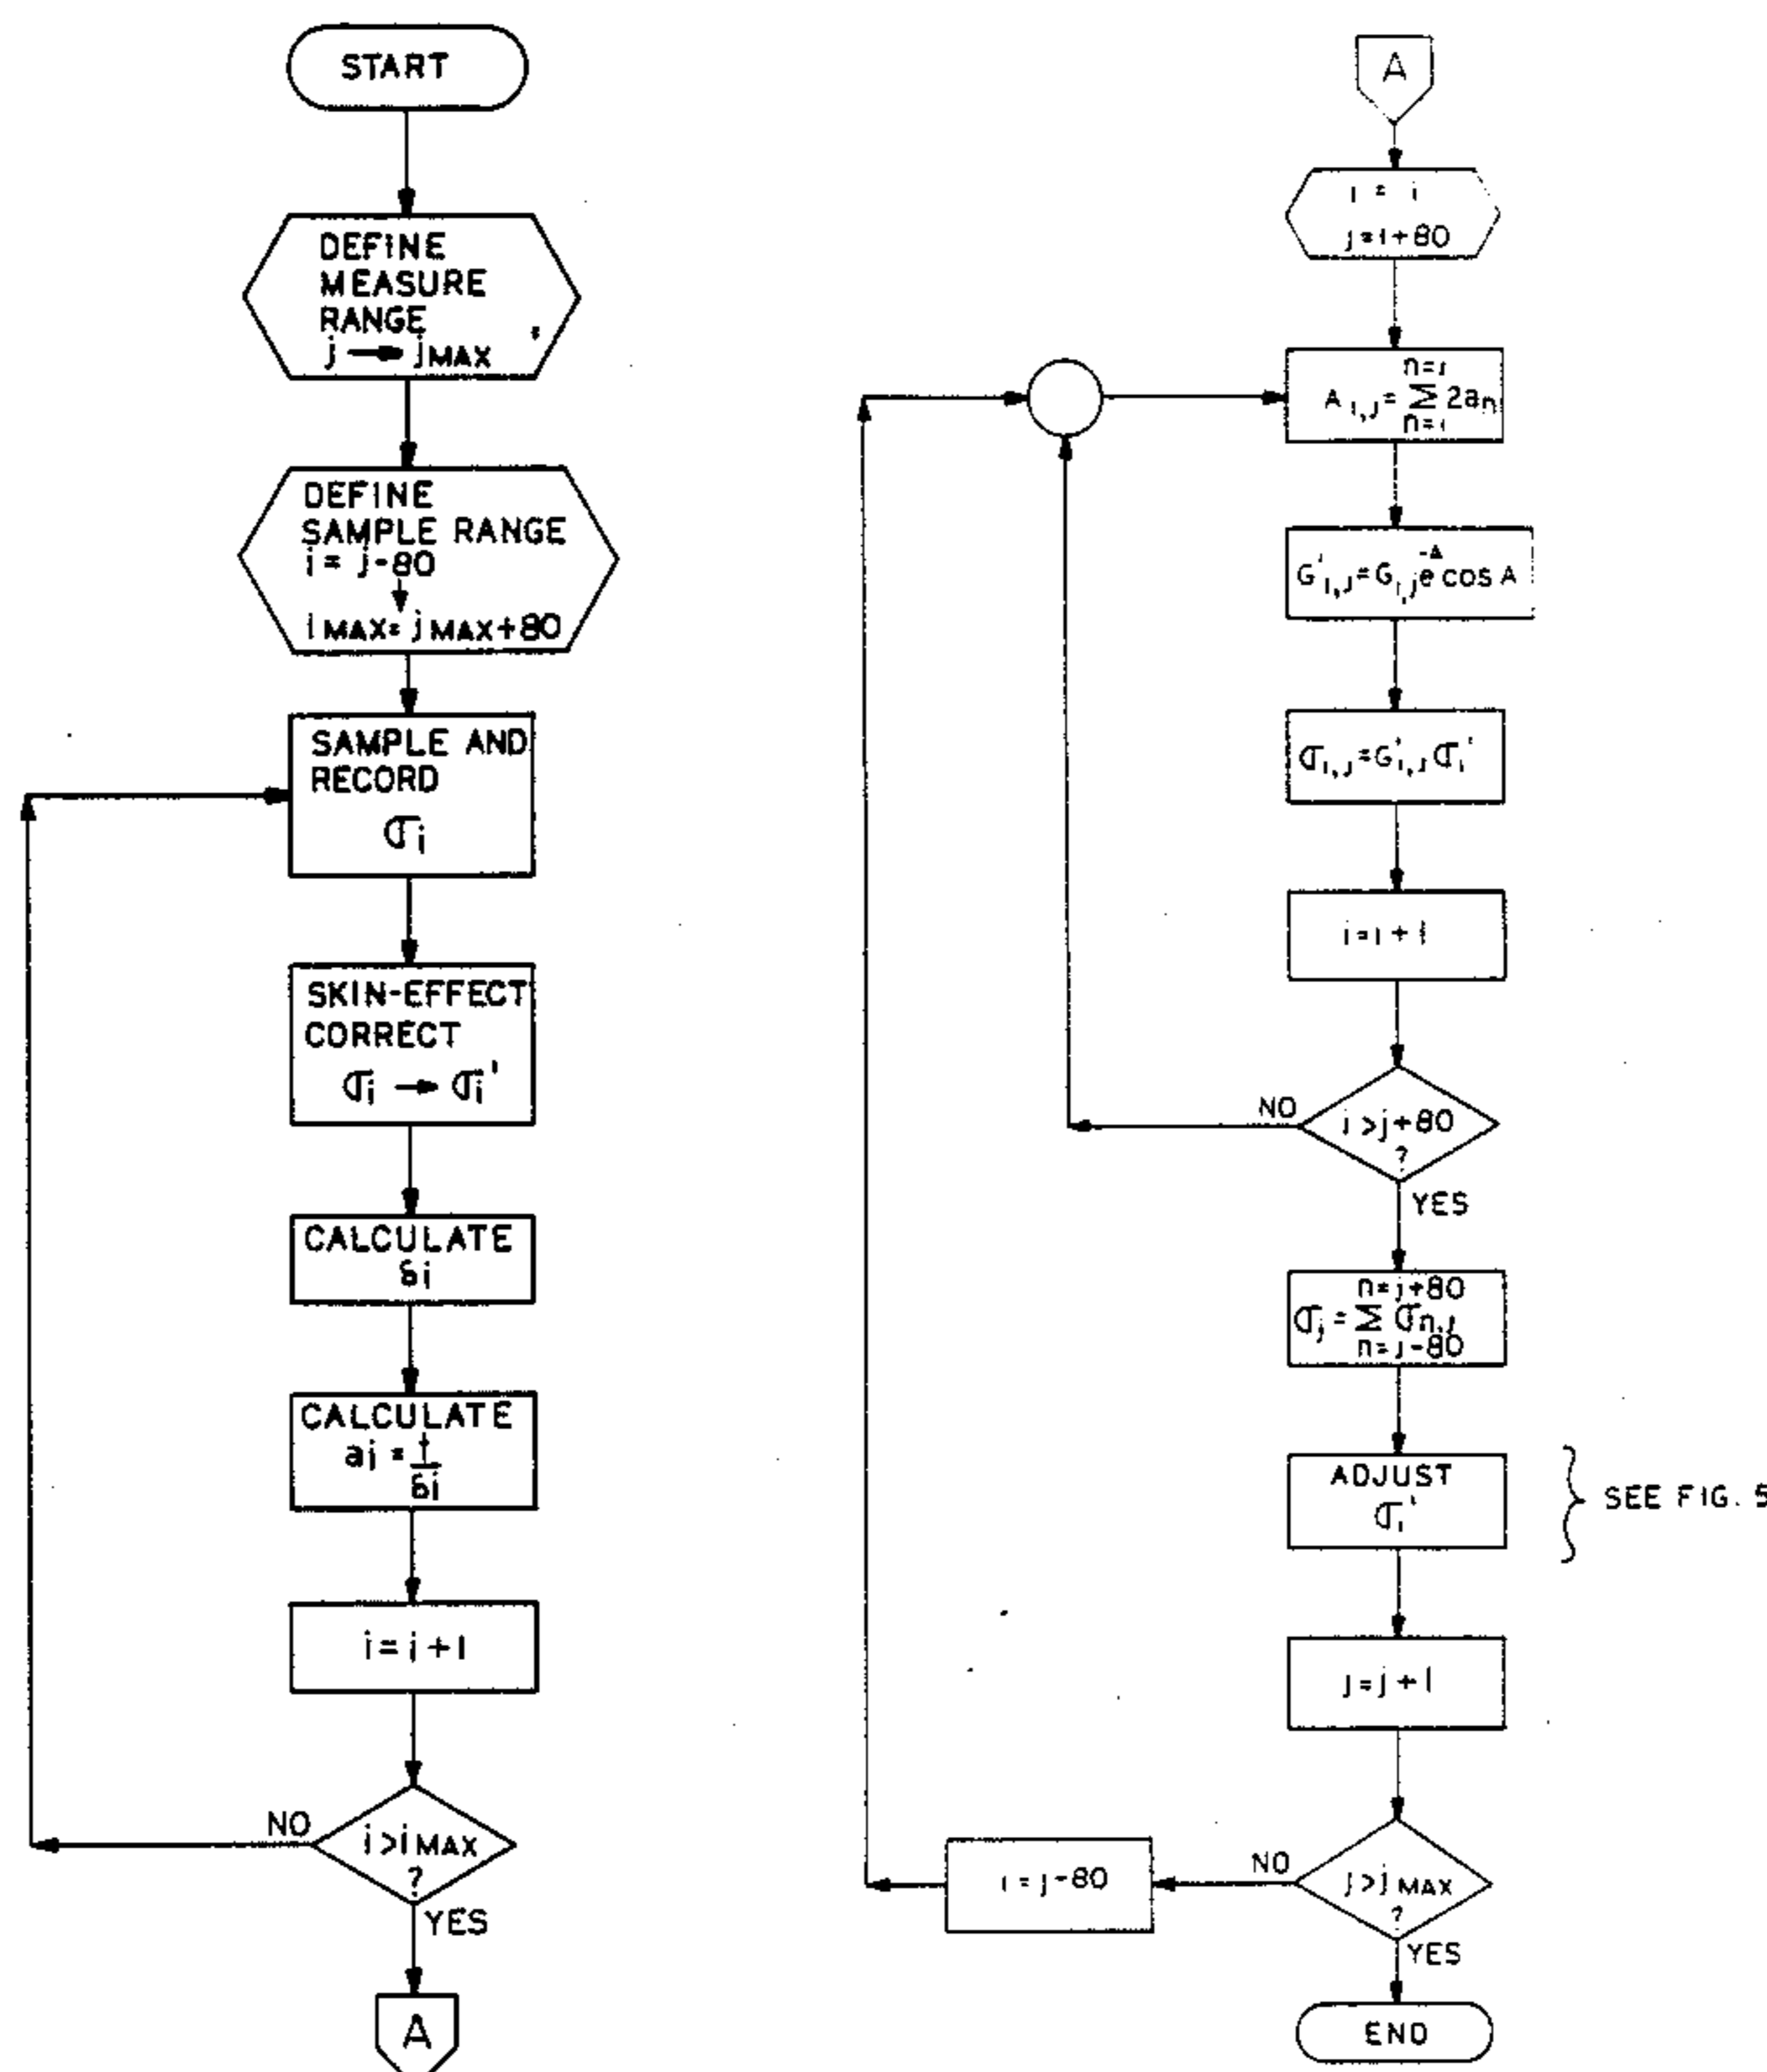 START
DEFINE
MEASURE
RANGE
j → jMAX
DEFINE
SAMPLE RANGE
i = j-80
iMAX= jMAX+80
SAMPLE AND
RECORD
σi
SKIN-EFFECT
CORRECT
σi → σi'
CALCULATE
δi
CALCULATE
ai = 1/δi
i = i + 1
i > iMAX
?
NO
YES
A
A
i = i
j = i+80
n=j
Ai,j = Σ 2an
n=i
G'i,j = Gi,j e-A cos A
σi,j = G'i,j σi'
i = i + 1
i > j+80
?
NO
YES
n = j+80
σj = Σ σn,j
n = j-80
ADJUST
σi'
SEE FIG. 5
j = j + 1
j > jMAX
?
NO
i = j-80
YES
END